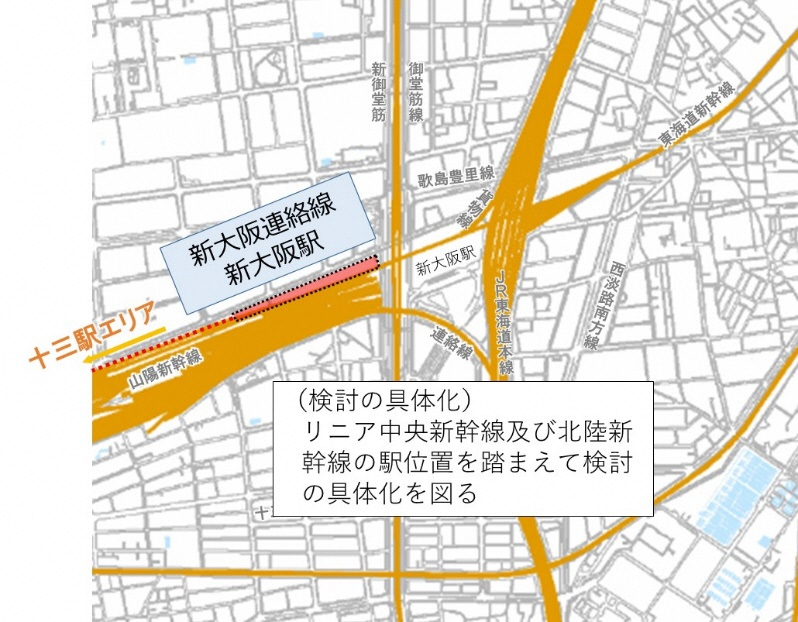 新御堂筋
御堂筋線
東海道新幹線
歌島豊里線
貨物線
新大阪連絡線
新大阪駅
新大阪駅
西淡路南方線
JR東海道本線
十三駅エリア
連絡線
山陽新幹線
（検討の具体化）
リニア中央新幹線及び北陸新
幹線の駅位置を踏まえて検討
の具体化を図る
十三